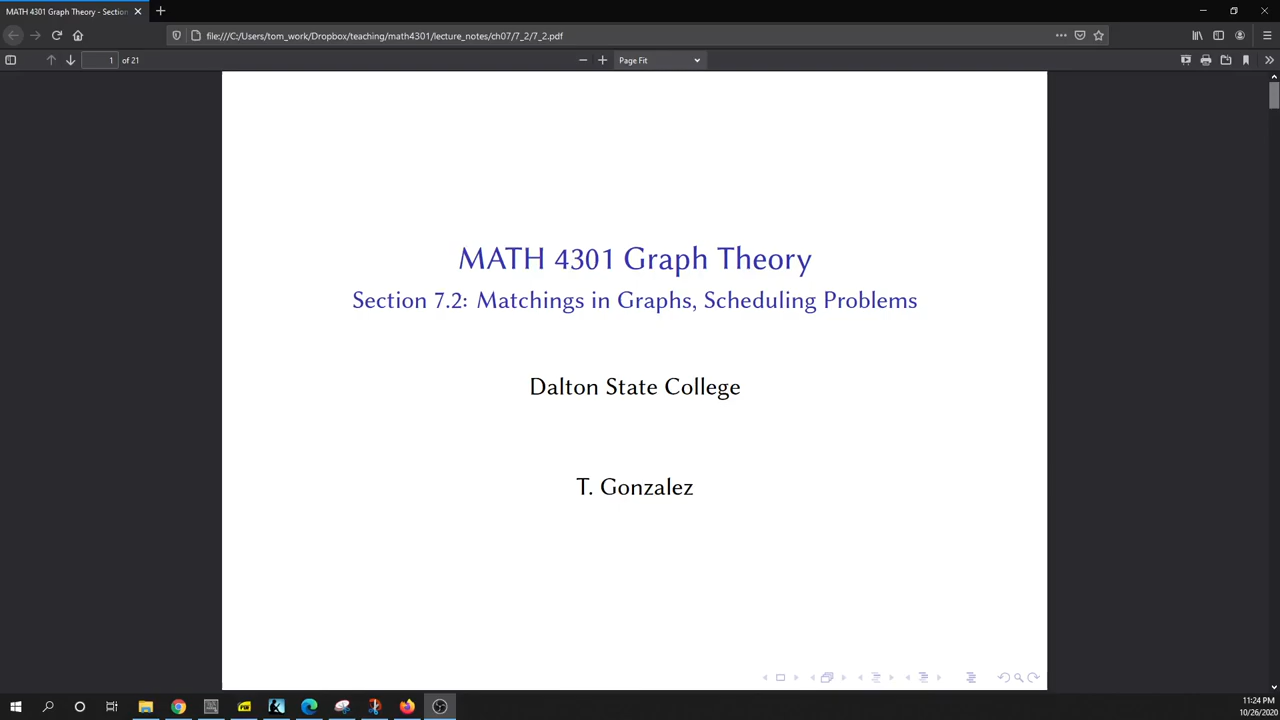 MATH 4301 Graph Theory - Section
file:///C:/Users/tom_work/Dropbox/teaching/math4301/lecture_notes/ch07/7_2/7_2.pdf
1 of 21
Page Fit
MATH 4301 Graph Theory
Section 7.2: Matchings in Graphs, Scheduling Problems
Dalton State College
T. Gonzalez
11:24 PM
10/26/2020